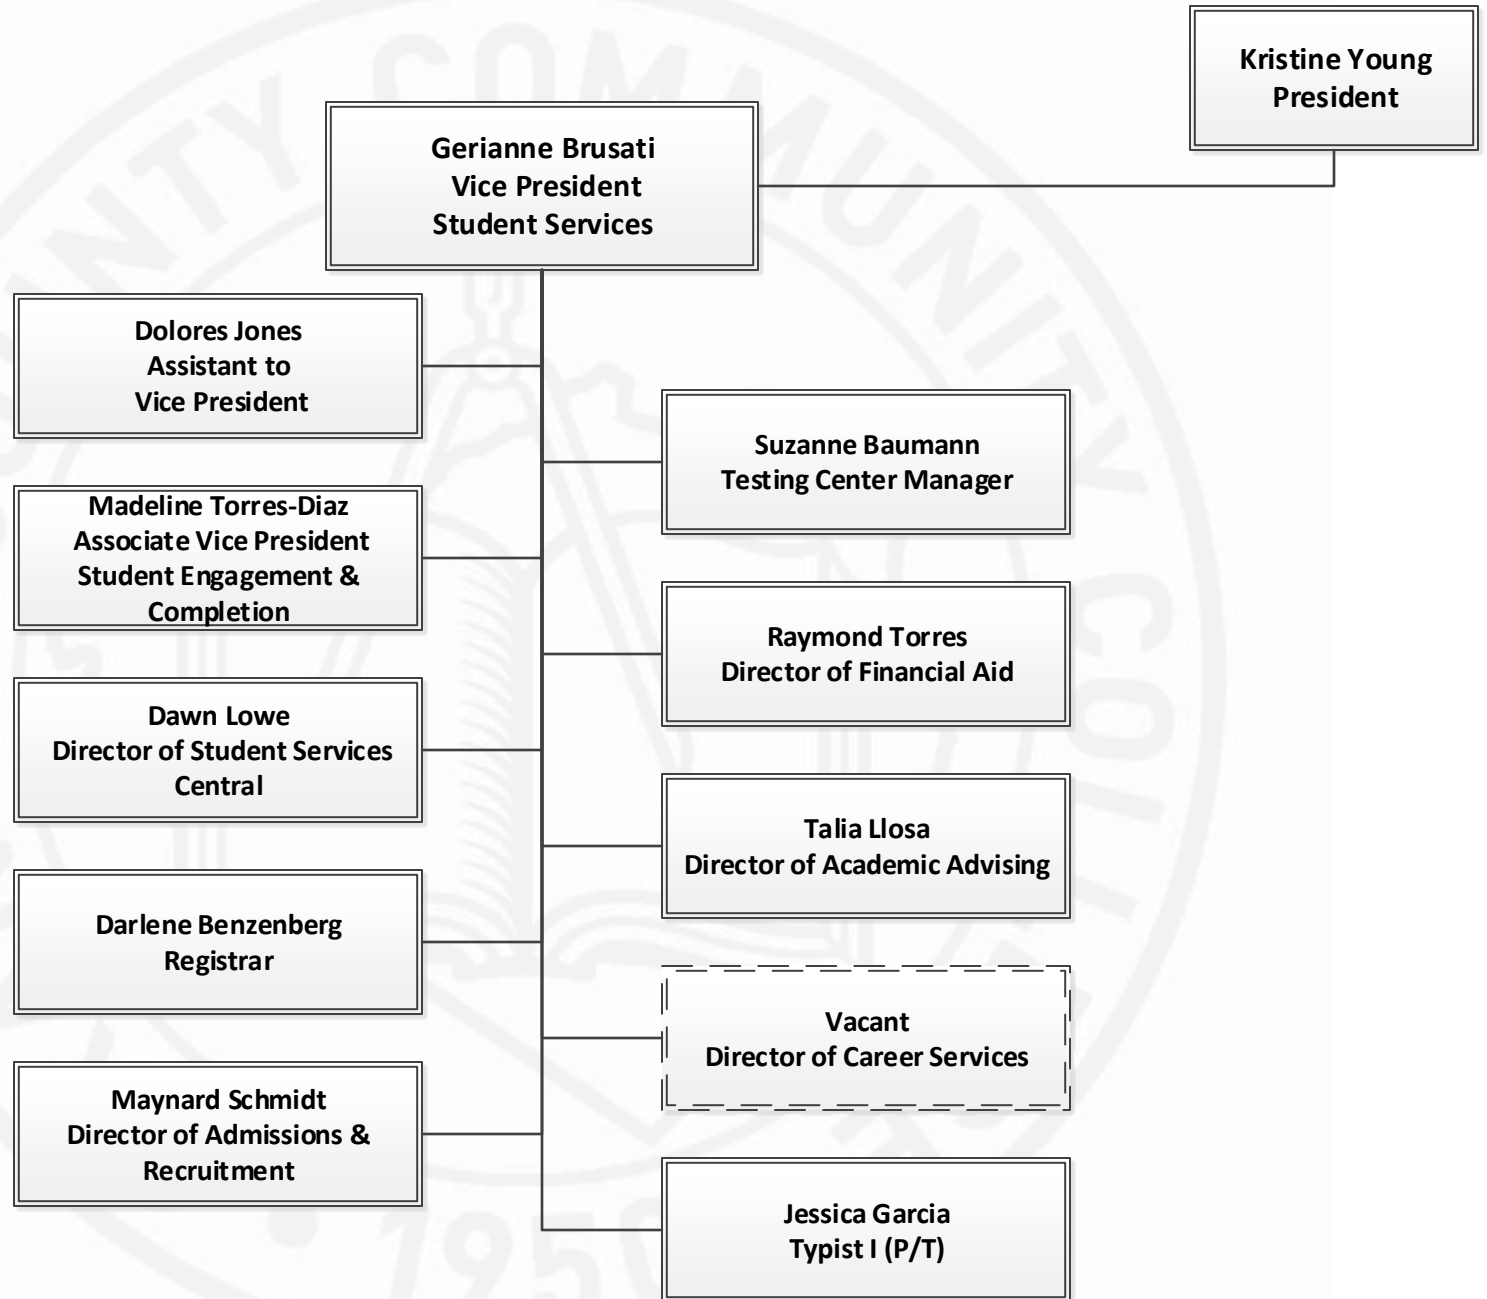 Kristine Young
President
Gerianne Brusati
Vice President
Student Services
Dolores Jones
Assistant to
Vice President
Suzanne Baumann
Testing Center Manager
Madeline Torres-Diaz
Associate Vice President
Student Engagement &
Completion
Raymond Torres
Director of Financial Aid
Dawn Lowe
Director of Student Services
Central
Talia Llosa
Director of Academic Advising
Darlene Benzenberg
Registrar
Vacant
Director of Career Services
Maynard Schmidt
Director of Admissions &
Recruitment
Jessica Garcia
Typist I (P/T)
COMMUNITY
1950